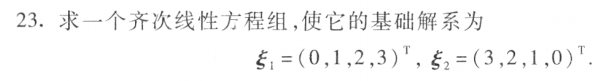 23. 求一个齐次线性方程组,使它的基础解系为
ξ₁=(0,1,2,3)ᵀ, ξ₂=(3,2,1,0)ᵀ.